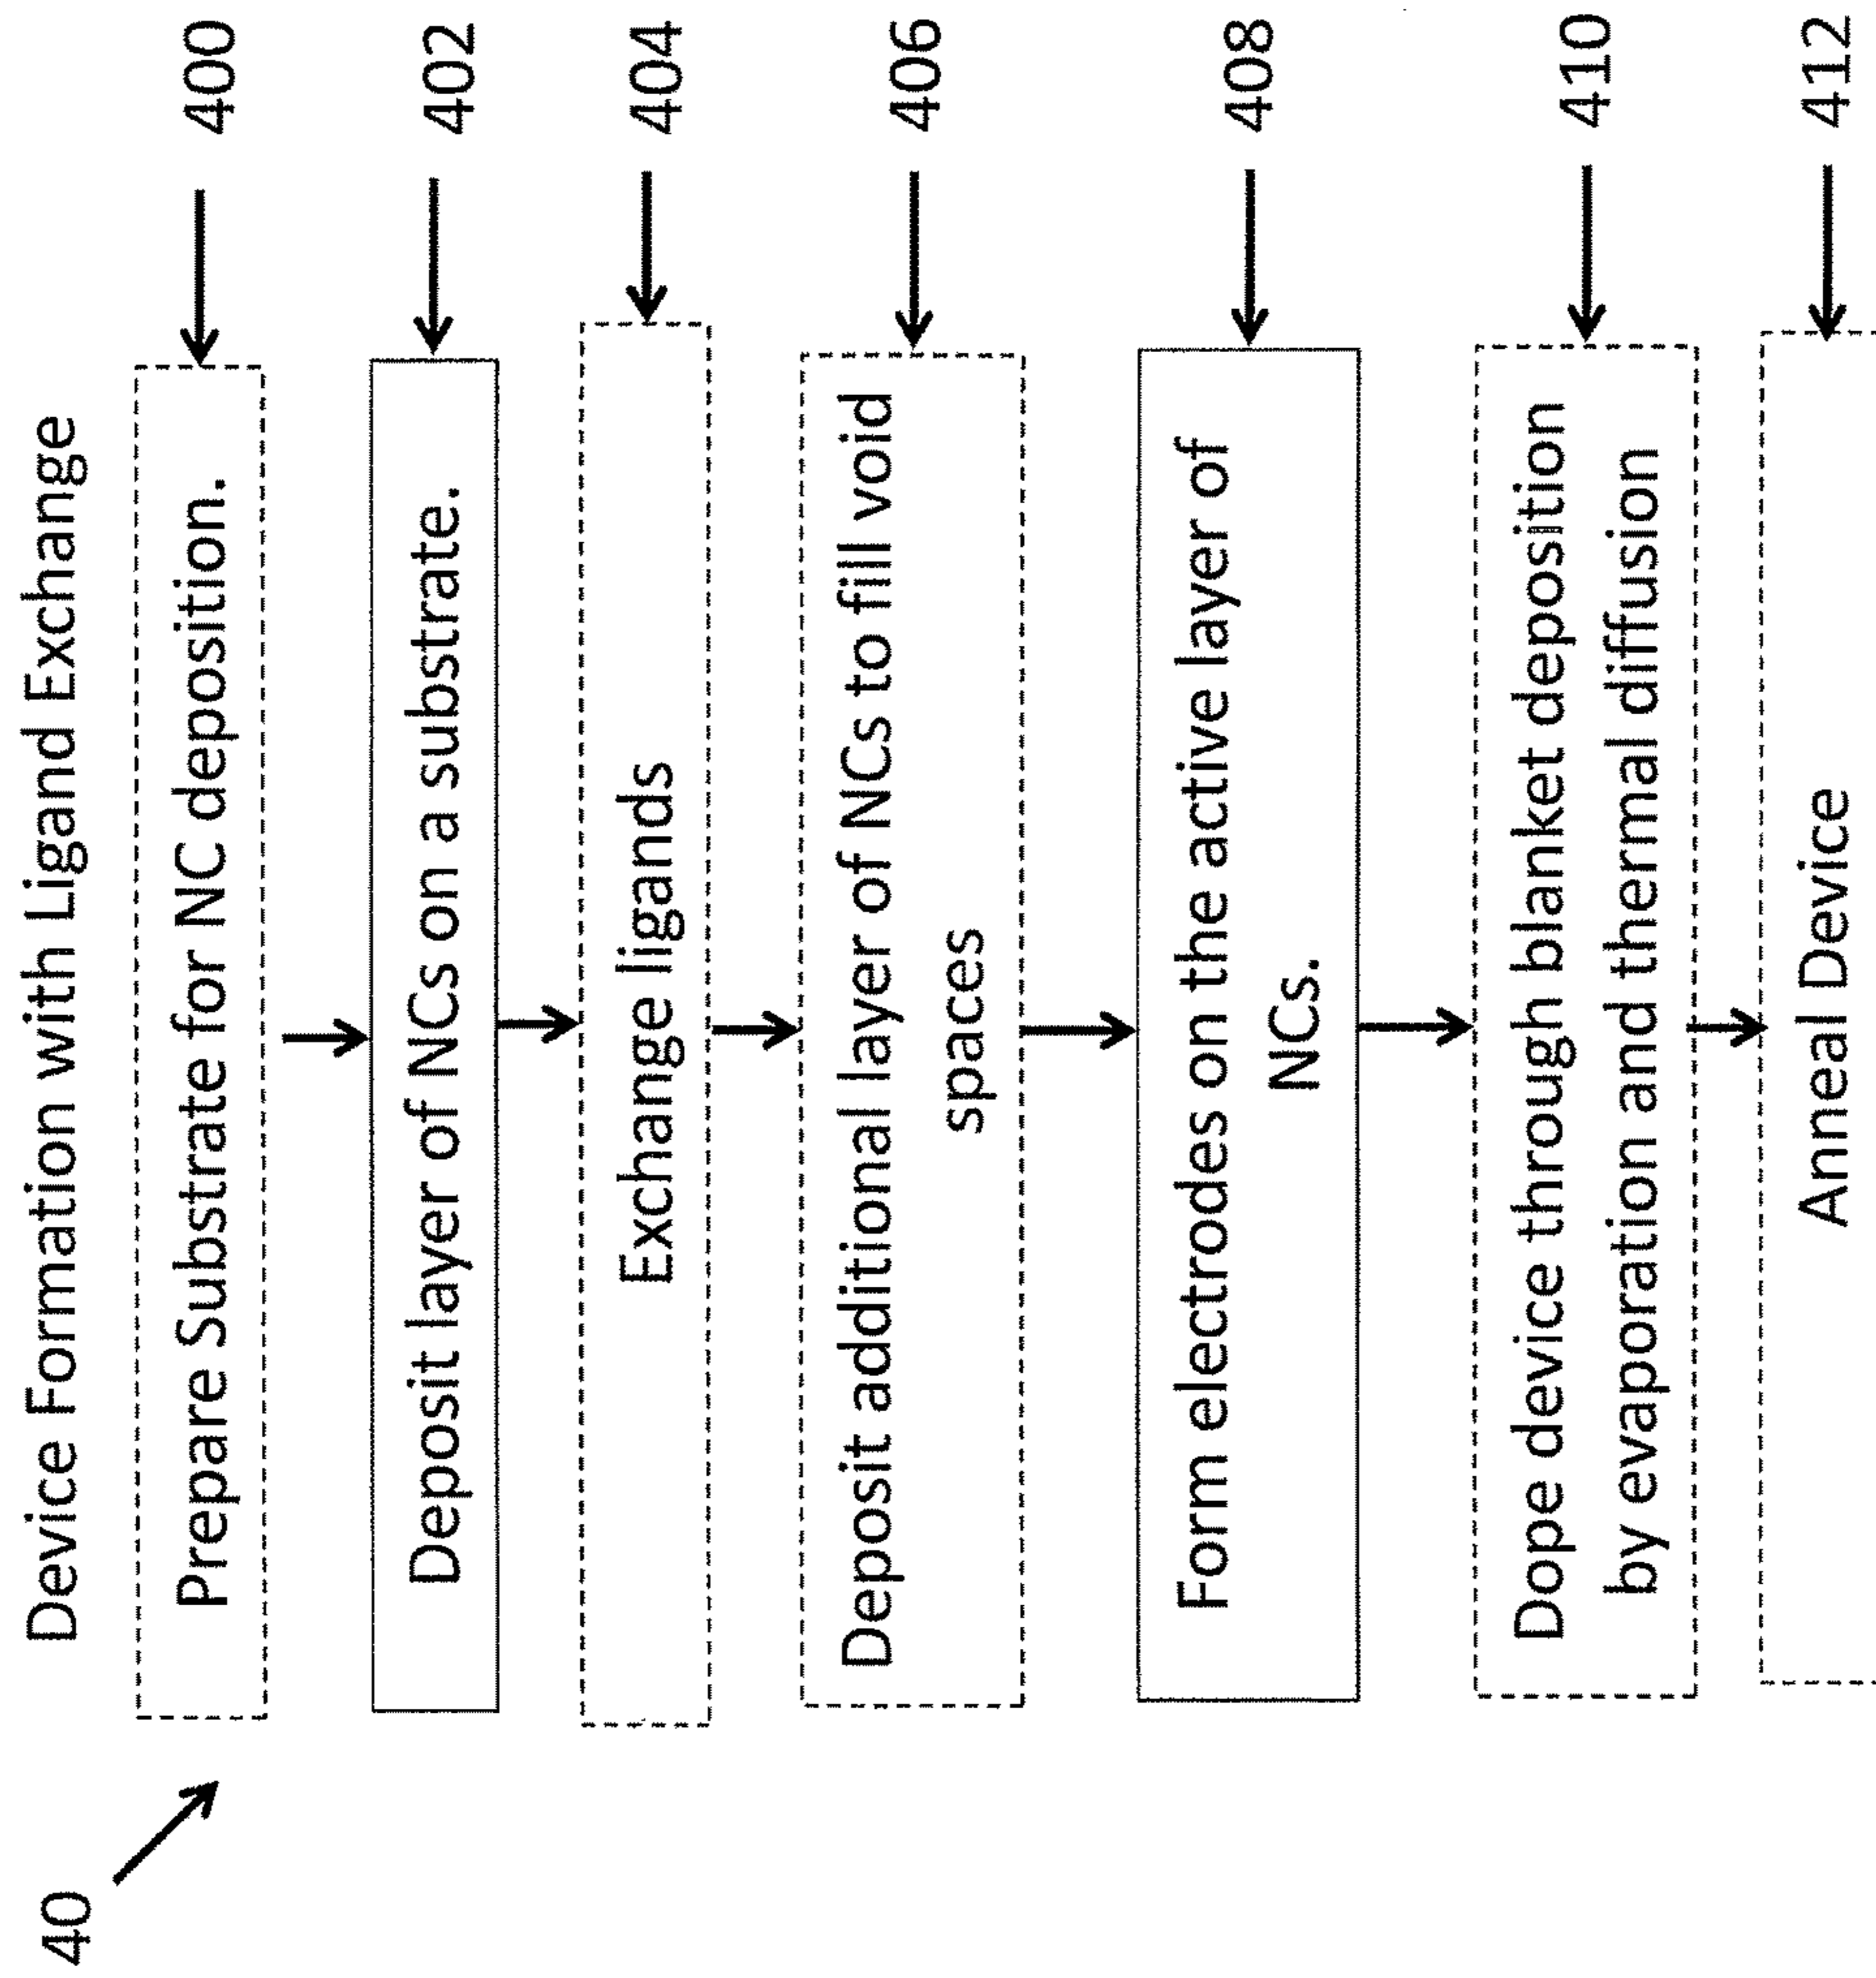 40
Device Formation with Ligand Exchange
Prepare Substrate for NC deposition.
400
Deposit layer of NCs on a substrate.
402
Exchange ligands
404
Deposit additional layer of NCs to fill void
spaces
406
Form electrodes on the active layer of
NCs.
408
Dope device through blanket deposition
by evaporation and thermal diffusion
410
Anneal Device
412